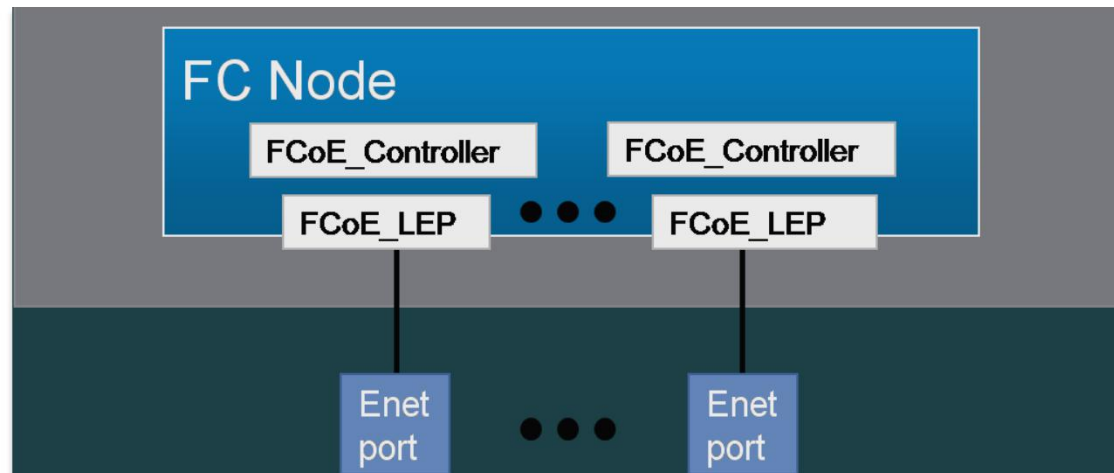 FC Node
FCoE_Controller
FCoE_Controller
FCoE_LEP
FCoE_LEP
Enet
port
Enet
port